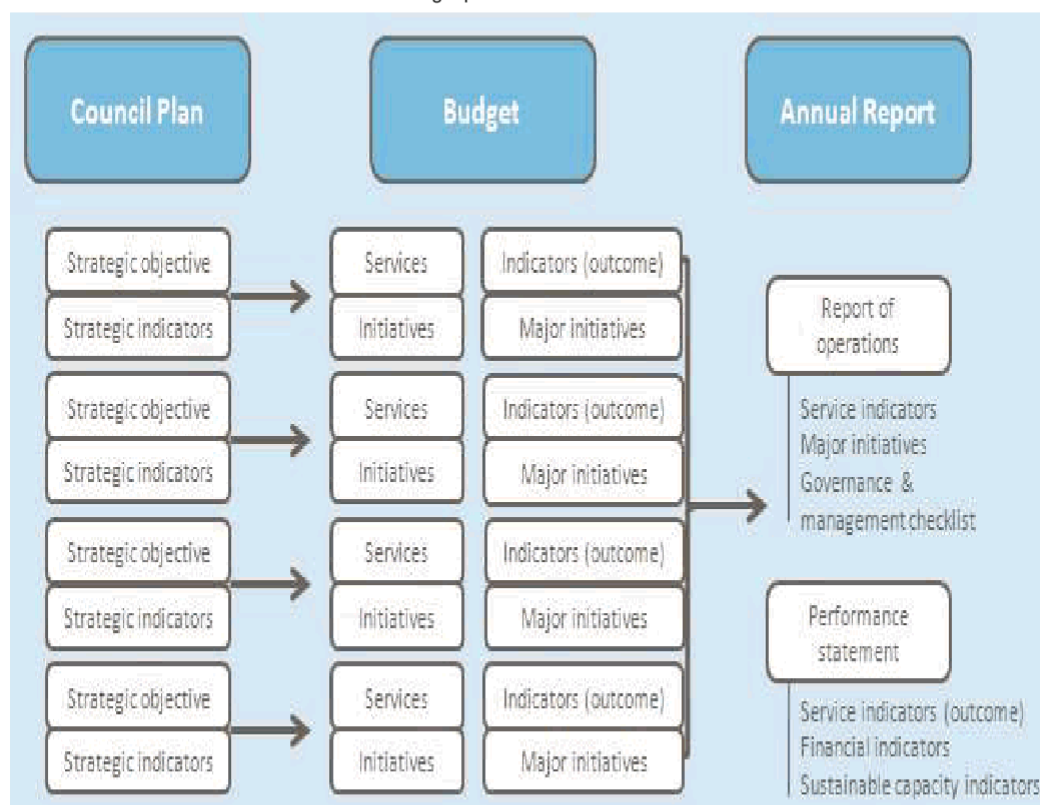 Council Plan
Budget
Annual Report
Strategic objective
Strategic indicators
Services
Initiatives
Indicators (outcome)
Major initiatives
Strategic objective
Strategic indicators
Services
Initiatives
Indicators (outcome)
Major initiatives
Strategic objective
Strategic indicators
Services
Initiatives
Indicators (outcome)
Major initiatives
Strategic objective
Strategic indicators
Services
Initiatives
Indicators (outcome)
Major initiatives
Report of
operations
Service indicators
Major initiatives
Governance &
management checklist
Performance
statement
Service indicators (outcome)
Financial indicators
Sustainable capacity indicators